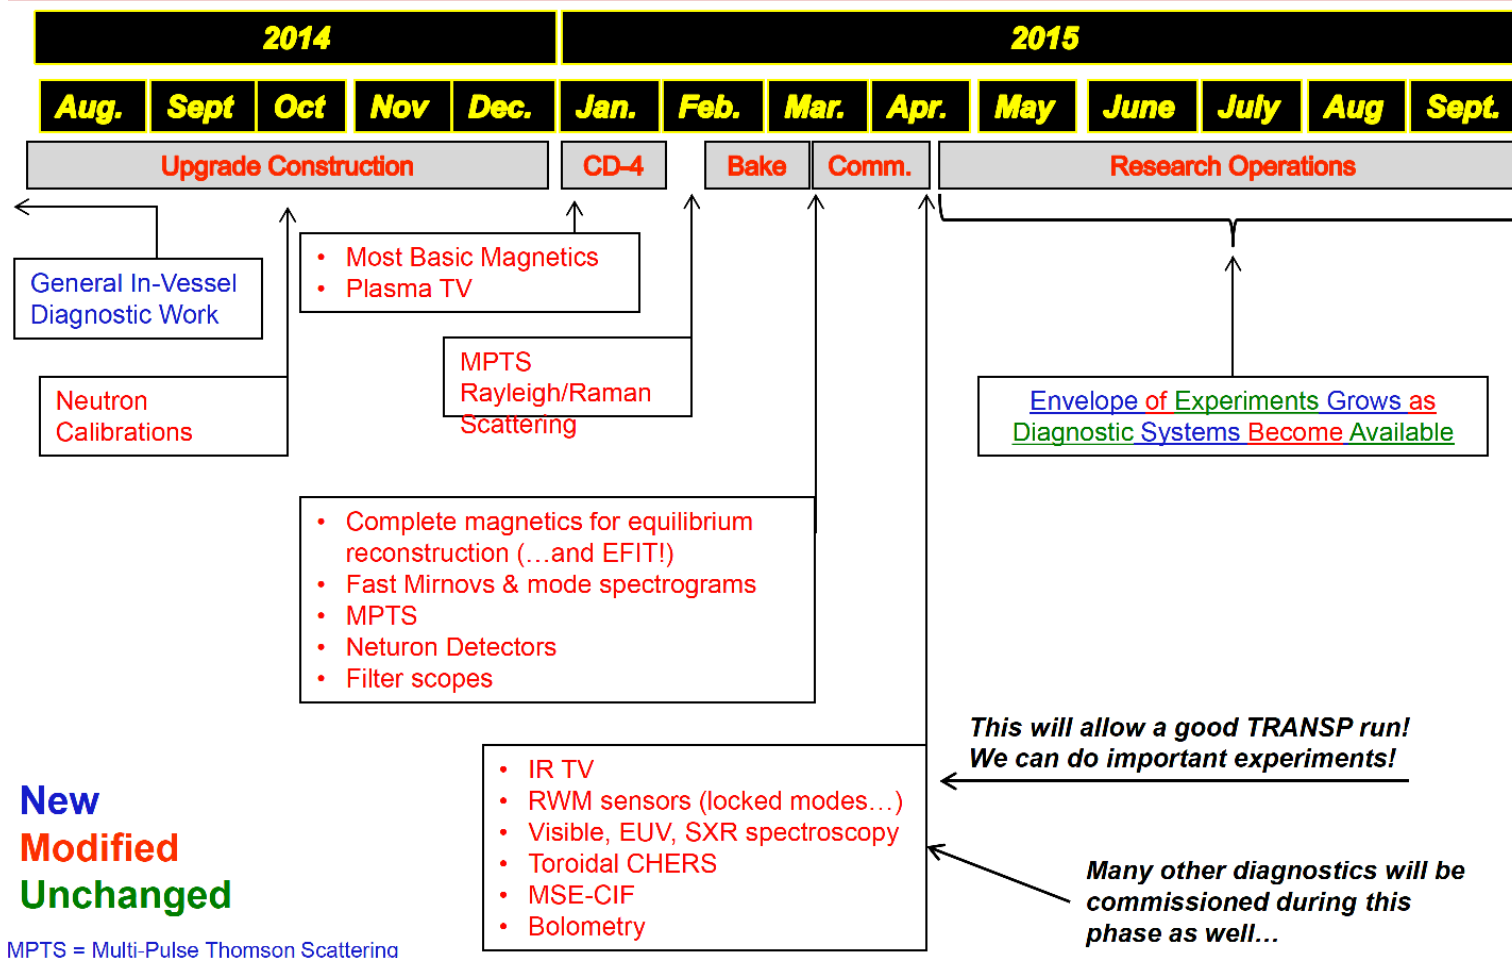 2014 2015
Aug. Sept Oct Nov Dec. Jan. Feb. Mar. Apr. May June July Aug Sept.
Upgrade Construction CD-4 Bake Comm. Research Operations
General In-Vessel
Diagnostic Work
• Most Basic Magnetics
• Plasma TV
Neutron
Calibrations
MPTS
Rayleigh/Raman
Scattering
Envelope of Experiments Grows as
Diagnostic Systems Become Available
• Complete magnetics for equilibrium
reconstruction (…and EFIT!)
• Fast Mirnovs & mode spectrograms
• MPTS
• Neturon Detectors
• Filter scopes
• IR TV
• RWM sensors (locked modes…)
• Visible, EUV, SXR spectroscopy
• Toroidal CHERS
• MSE-CIF
• Bolometry
This will allow a good TRANSP run!
We can do important experiments!
Many other diagnostics will be
commissioned during this
phase as well…
New
Modified
Unchanged
MPTS = Multi-Pulse Thomson Scattering